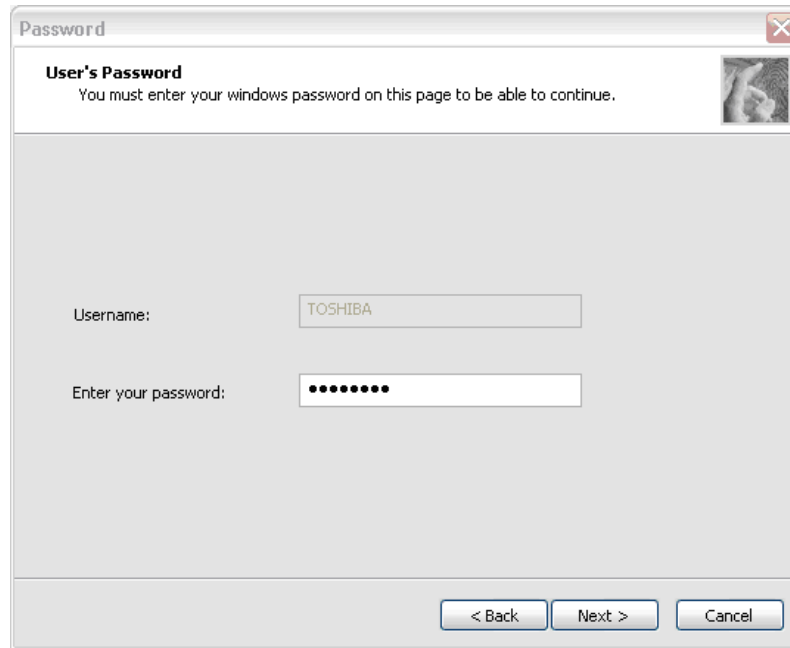 Password
User's Password
You must enter your windows password on this page to be able to continue.
Username:
TOSHIBA
Enter your password:
••••••••
< Back
Next >
Cancel